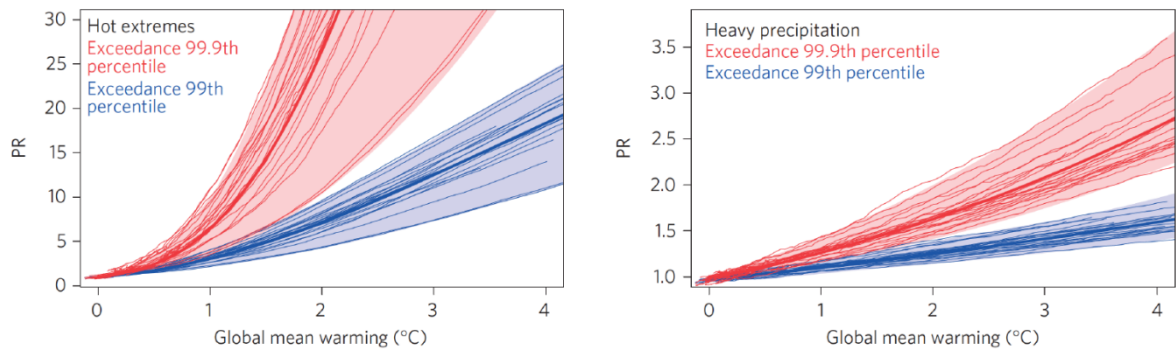 Hot extremes
Exceedance 99.9th
percentile
Exceedance 99th
percentile
30
25
20
15
10
5
0
PR
0 1 2 3 4
Global mean warming (°C)
Heavy precipitation
Exceedance 99.9th percentile
Exceedance 99th percentile
3.5
3.0
2.5
2.0
1.5
1.0
PR
0 1 2 3 4
Global mean warming (°C)